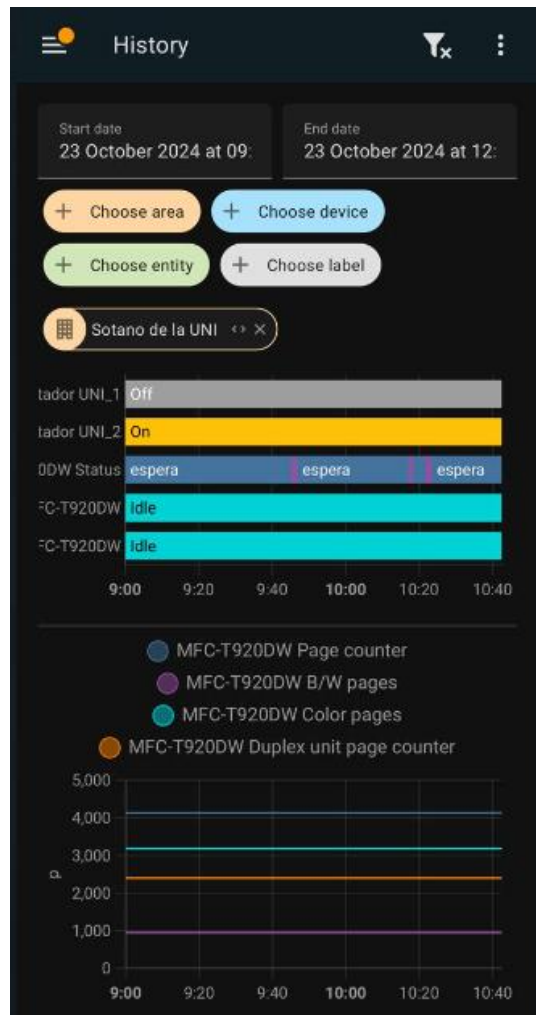 History
Start date
23 October 2024 at 09:
End date
23 October 2024 at 12:
+ Choose area
+ Choose device
+ Choose entity
+ Choose label
Sotano de la UNI
tador UNI_1 Off
tador UNI_2 On
0DW Status espera espera espera
FC-T920DW Idle
FC-T920DW Idle
9:00 9:20 9:40 10:00 10:20 10:40
MFC-T920DW Page counter
MFC-T920DW B/W pages
MFC-T920DW Color pages
MFC-T920DW Duplex unit page counter
5,000
4,000
3,000
p
2,000
1,000
0
9:00 9:20 9:40 10:00 10:20 10:40